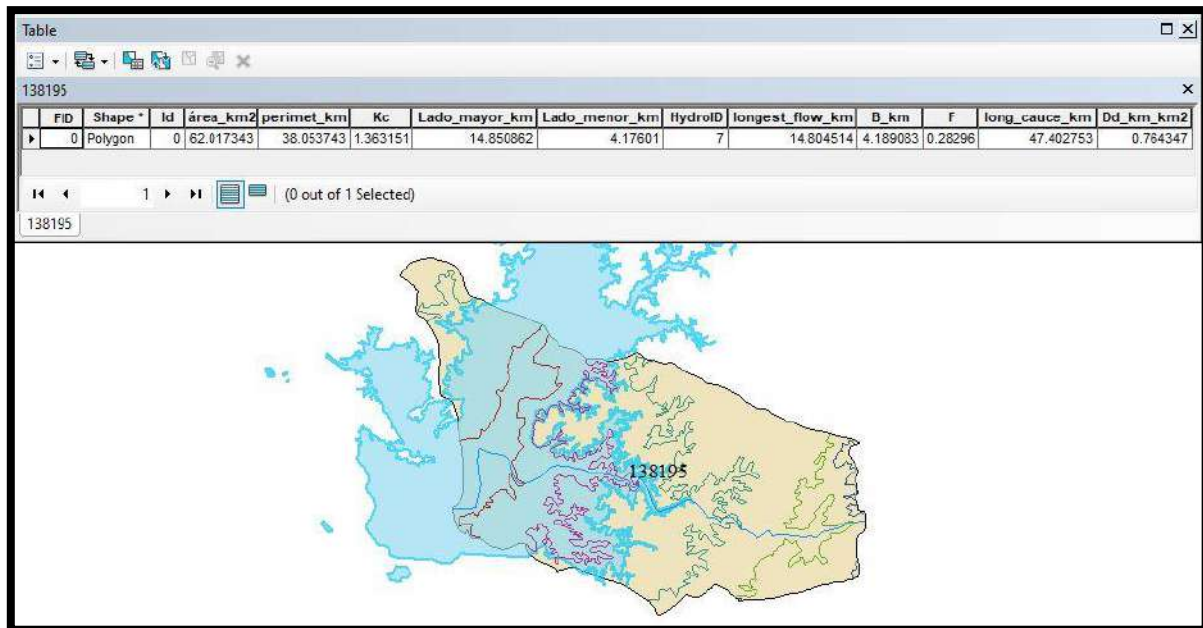 Table
138195
FID Shape * Id área_km2 perimet_km Kc Lado_mayor_km Lado_menor_km HydroID longest_flow_km B_km F long_cauce_km Dd_km_km2
0 Polygon 0 62.017343 38.053743 1.363151 14.850862 4.17601 7 14.804514 4.189083 0.28296 47.402753 0.764347
1 (0 out of 1 Selected)
138195
138195